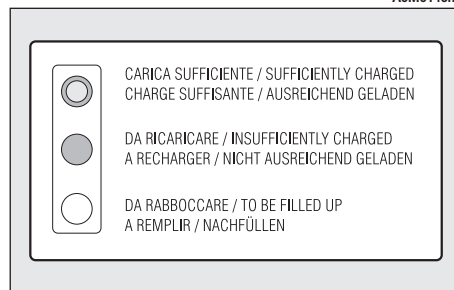 CARICA SUFFICIENTE / SUFFICIENTLY CHARGED
CHARGE SUFFISANTE / AUSREICHEND GELADEN
DA RICARICARE / INSUFFICIENTLY CHARGED
A RECHARGER / NICHT AUSREICHEND GELADEN
DA RABBOCCARE / TO BE FILLED UP
A REMPLIR / NACHFÜLLEN